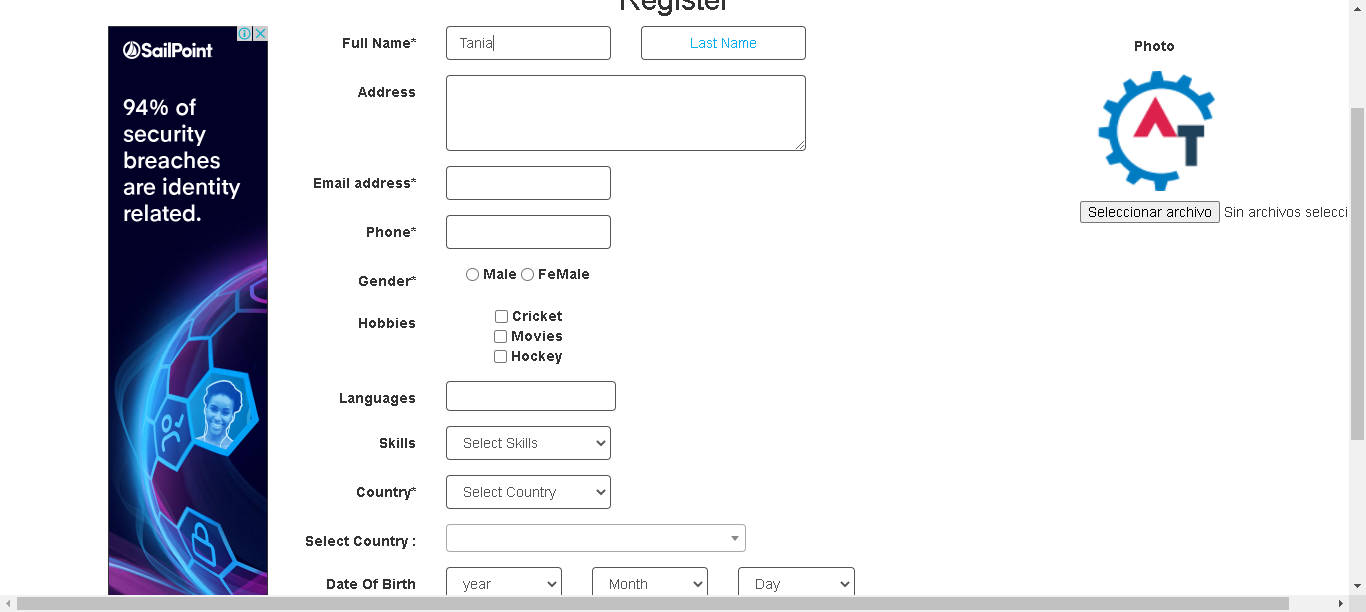 Register
SailPoint
94% of
security
breaches
are identity
related.
Full Name*
Tania
Last Name
Address
Email address*
Phone*
Gender*
Male
FeMale
Hobbies
Cricket
Movies
Hockey
Languages
Skills
Select Skills
Country*
Select Country
Select Country :
Date Of Birth
year
Month
Day
Photo
AT
Seleccionar archivo
Sin archivos selecci